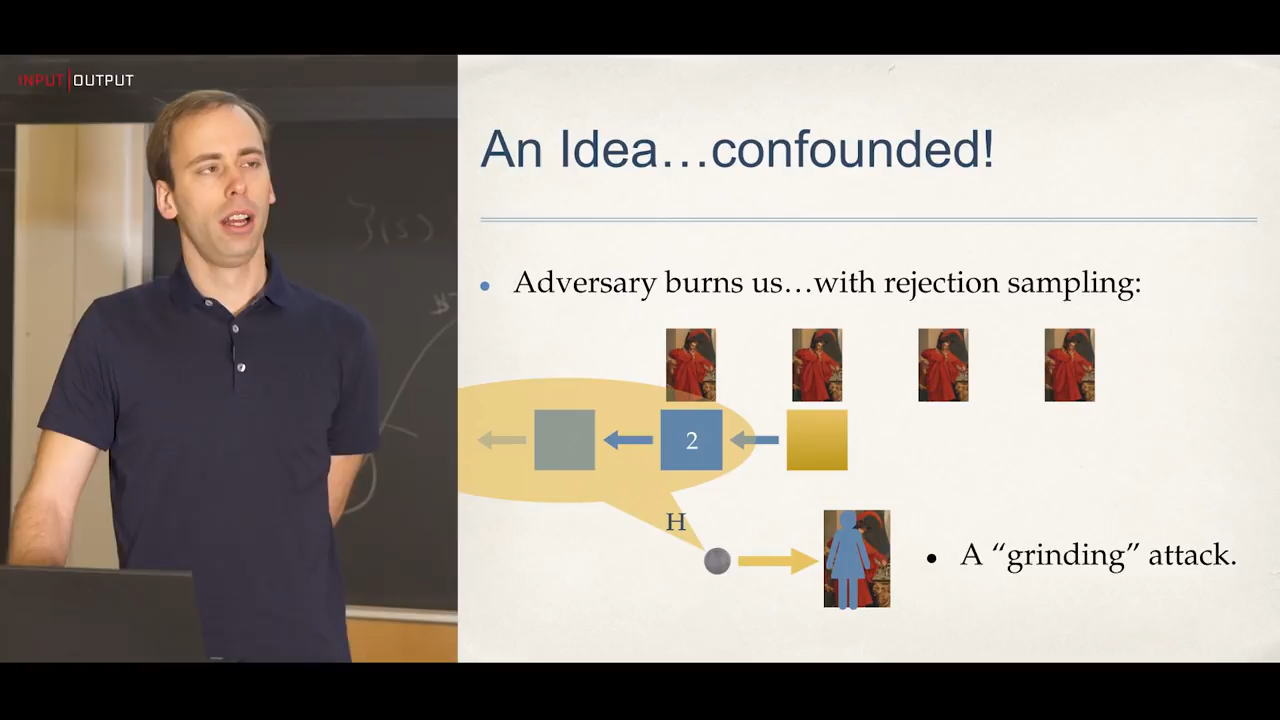 INPUT|OUTPUT
An Idea…confounded!
• Adversary burns us…with rejection sampling:
2
H
• A “grinding” attack.